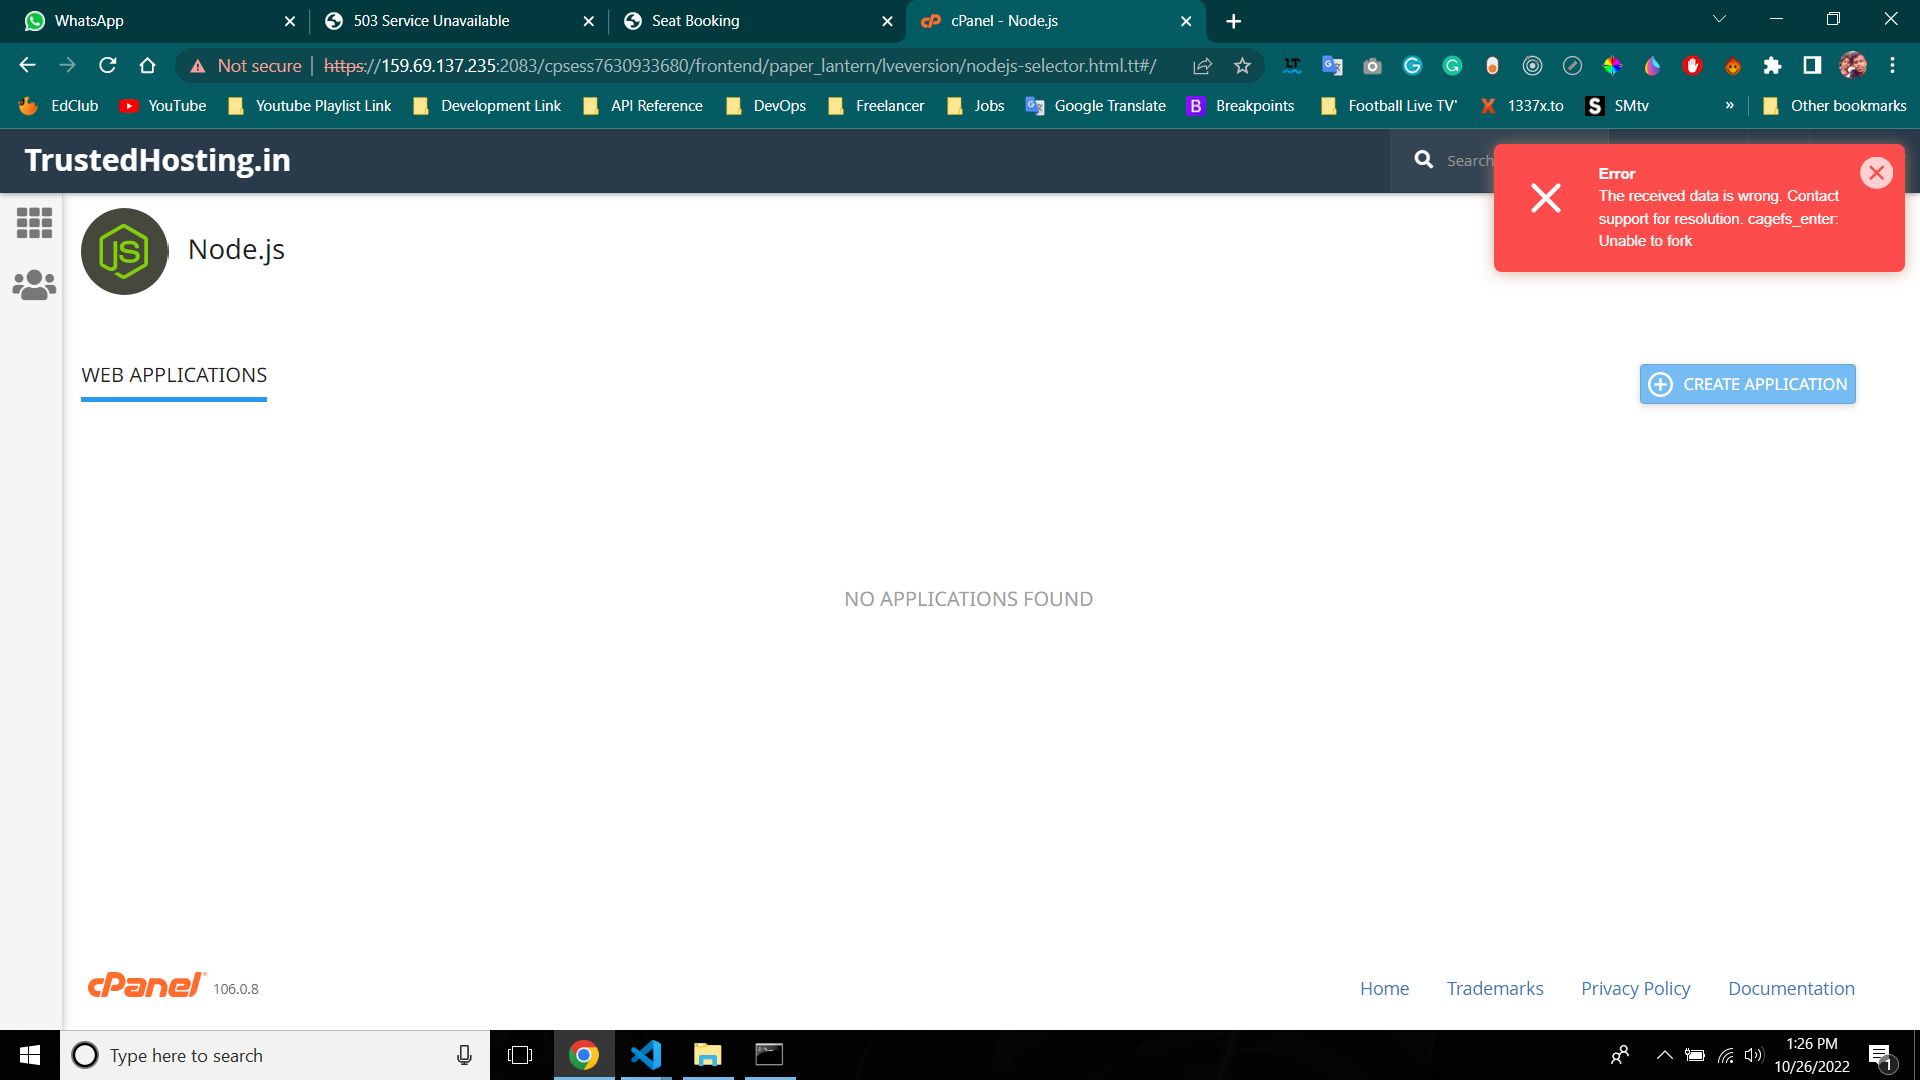 WhatsApp
503 Service Unavailable
Seat Booking
cPanel - Node.js
Not secure
https://159.69.137.235:2083/cpsess7630933680/frontend/paper_lantern/lveversion/nodejs-selector.html.tt#/
EdClub
YouTube
Youtube Playlist Link
Development Link
API Reference
DevOps
Freelancer
Jobs
Google Translate
B
Breakpoints
Football Live TV'
1337x.to
S
SMtv
»
Other bookmarks
TrustedHosting.in
Search
Error
The received data is wrong. Contact
support for resolution. cagefs_enter:
Unable to fork
JS
Node.js
WEB APPLICATIONS
CREATE APPLICATION
NO APPLICATIONS FOUND
cPanel
106.0.8
Home
Trademarks
Privacy Policy
Documentation
Type here to search
1:26 PM
10/26/2022
1